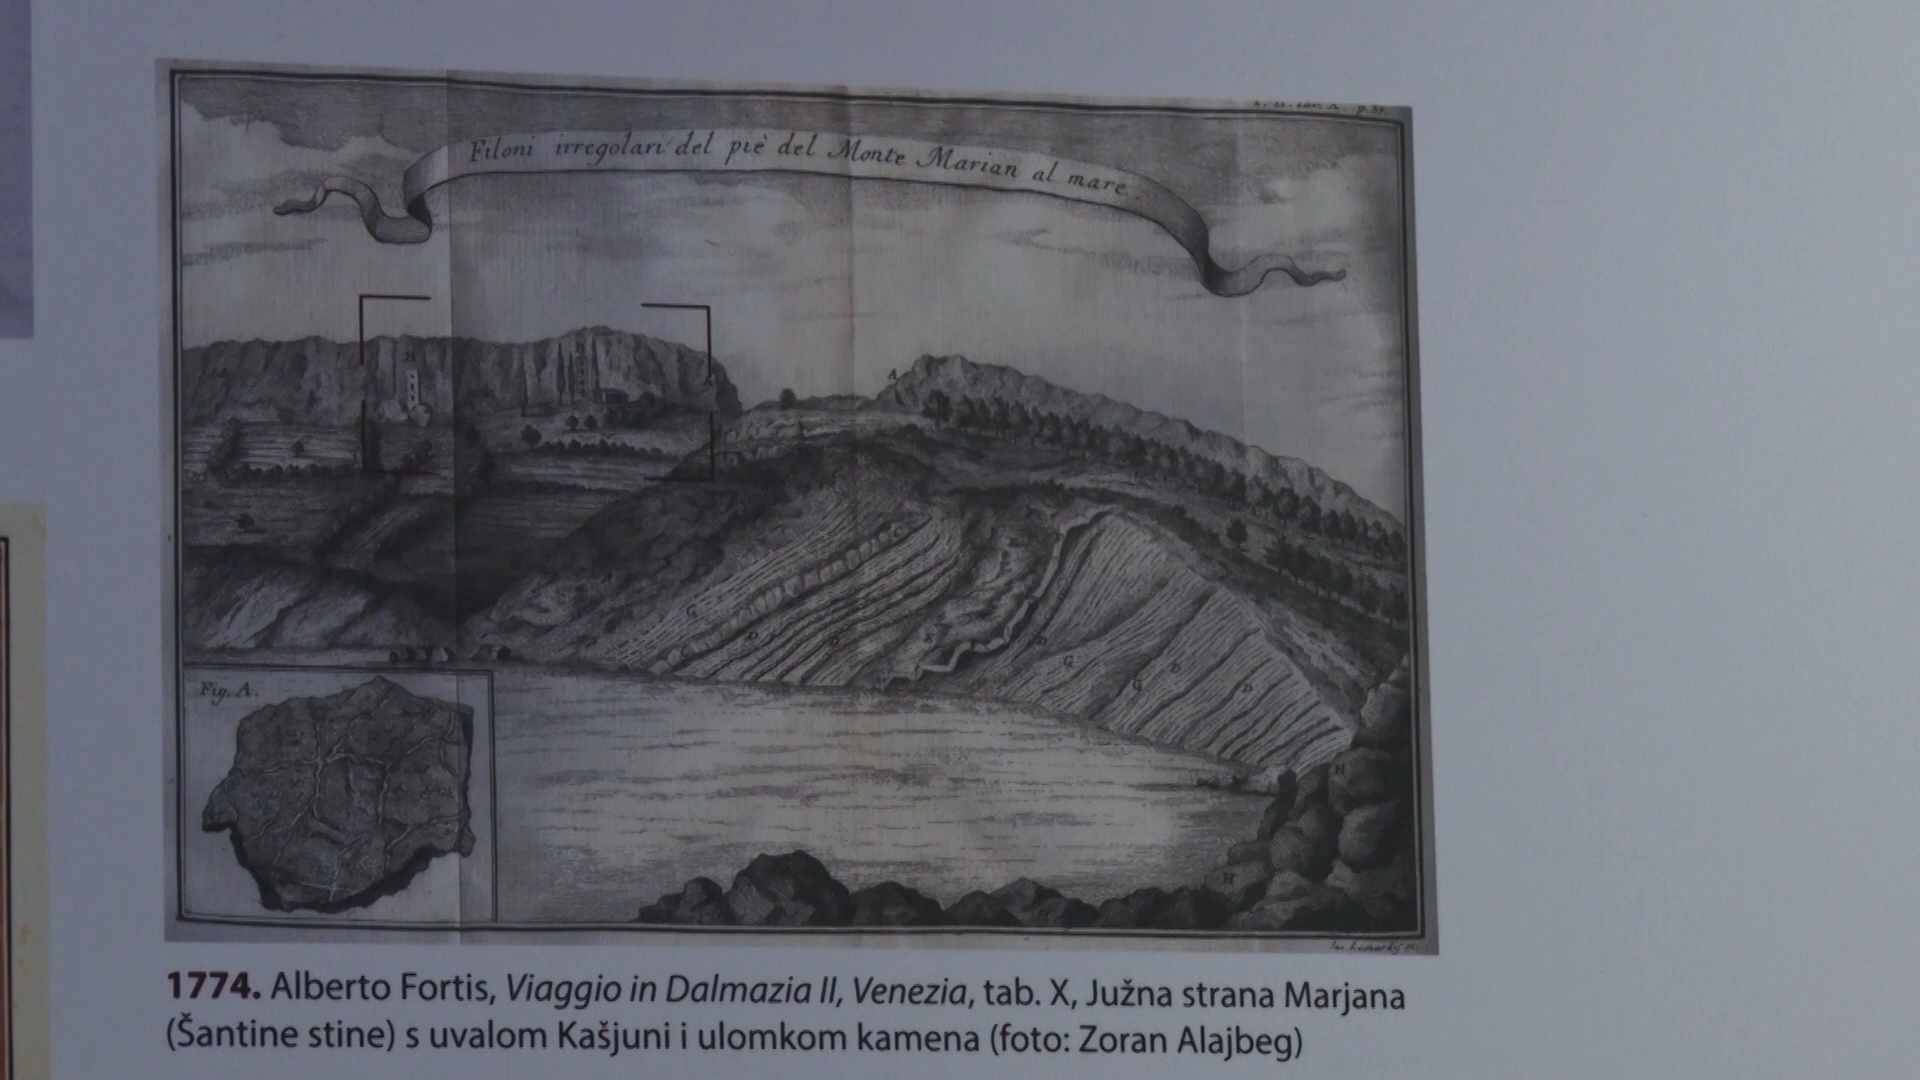 Filoni irregolari del piè del Monte Marian al mare
A
H
G
D
D
G
D
G
D
D
H
H
Fig. A.
1774. Alberto Fortis, Viaggio in Dalmazia II, Venezia, tab. X, Južna strana Marjana
(Šantine stine) s uvalom Kašjuni i ulomkom kamena (foto: Zoran Alajbeg)